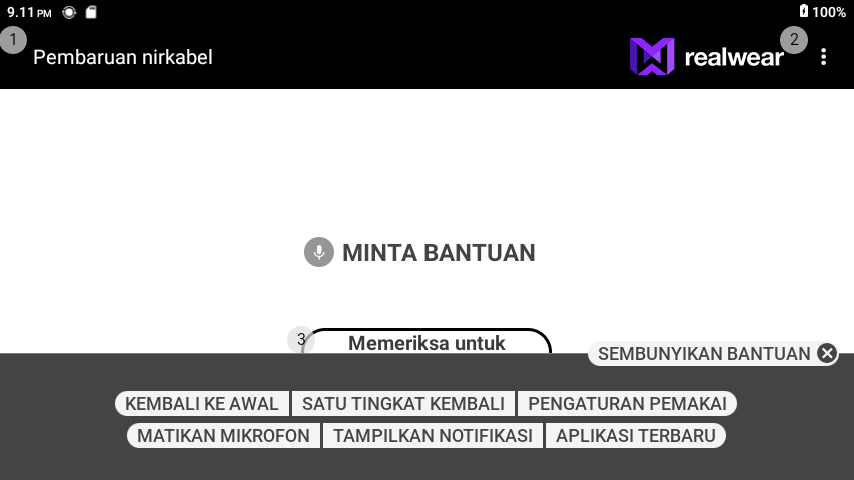 9.11 PM 100%
1 2
Pembaruan nirkabel realwear
MINTA BANTUAN
3
Memeriksa untuk
SEMBUNYIKAN BANTUAN
KEMBALI KE AWAL SATU TINGKAT KEMBALI PENGATURAN PEMAKAI
MATIKAN MIKROFON TAMPILKAN NOTIFIKASI APLIKASI TERBARU